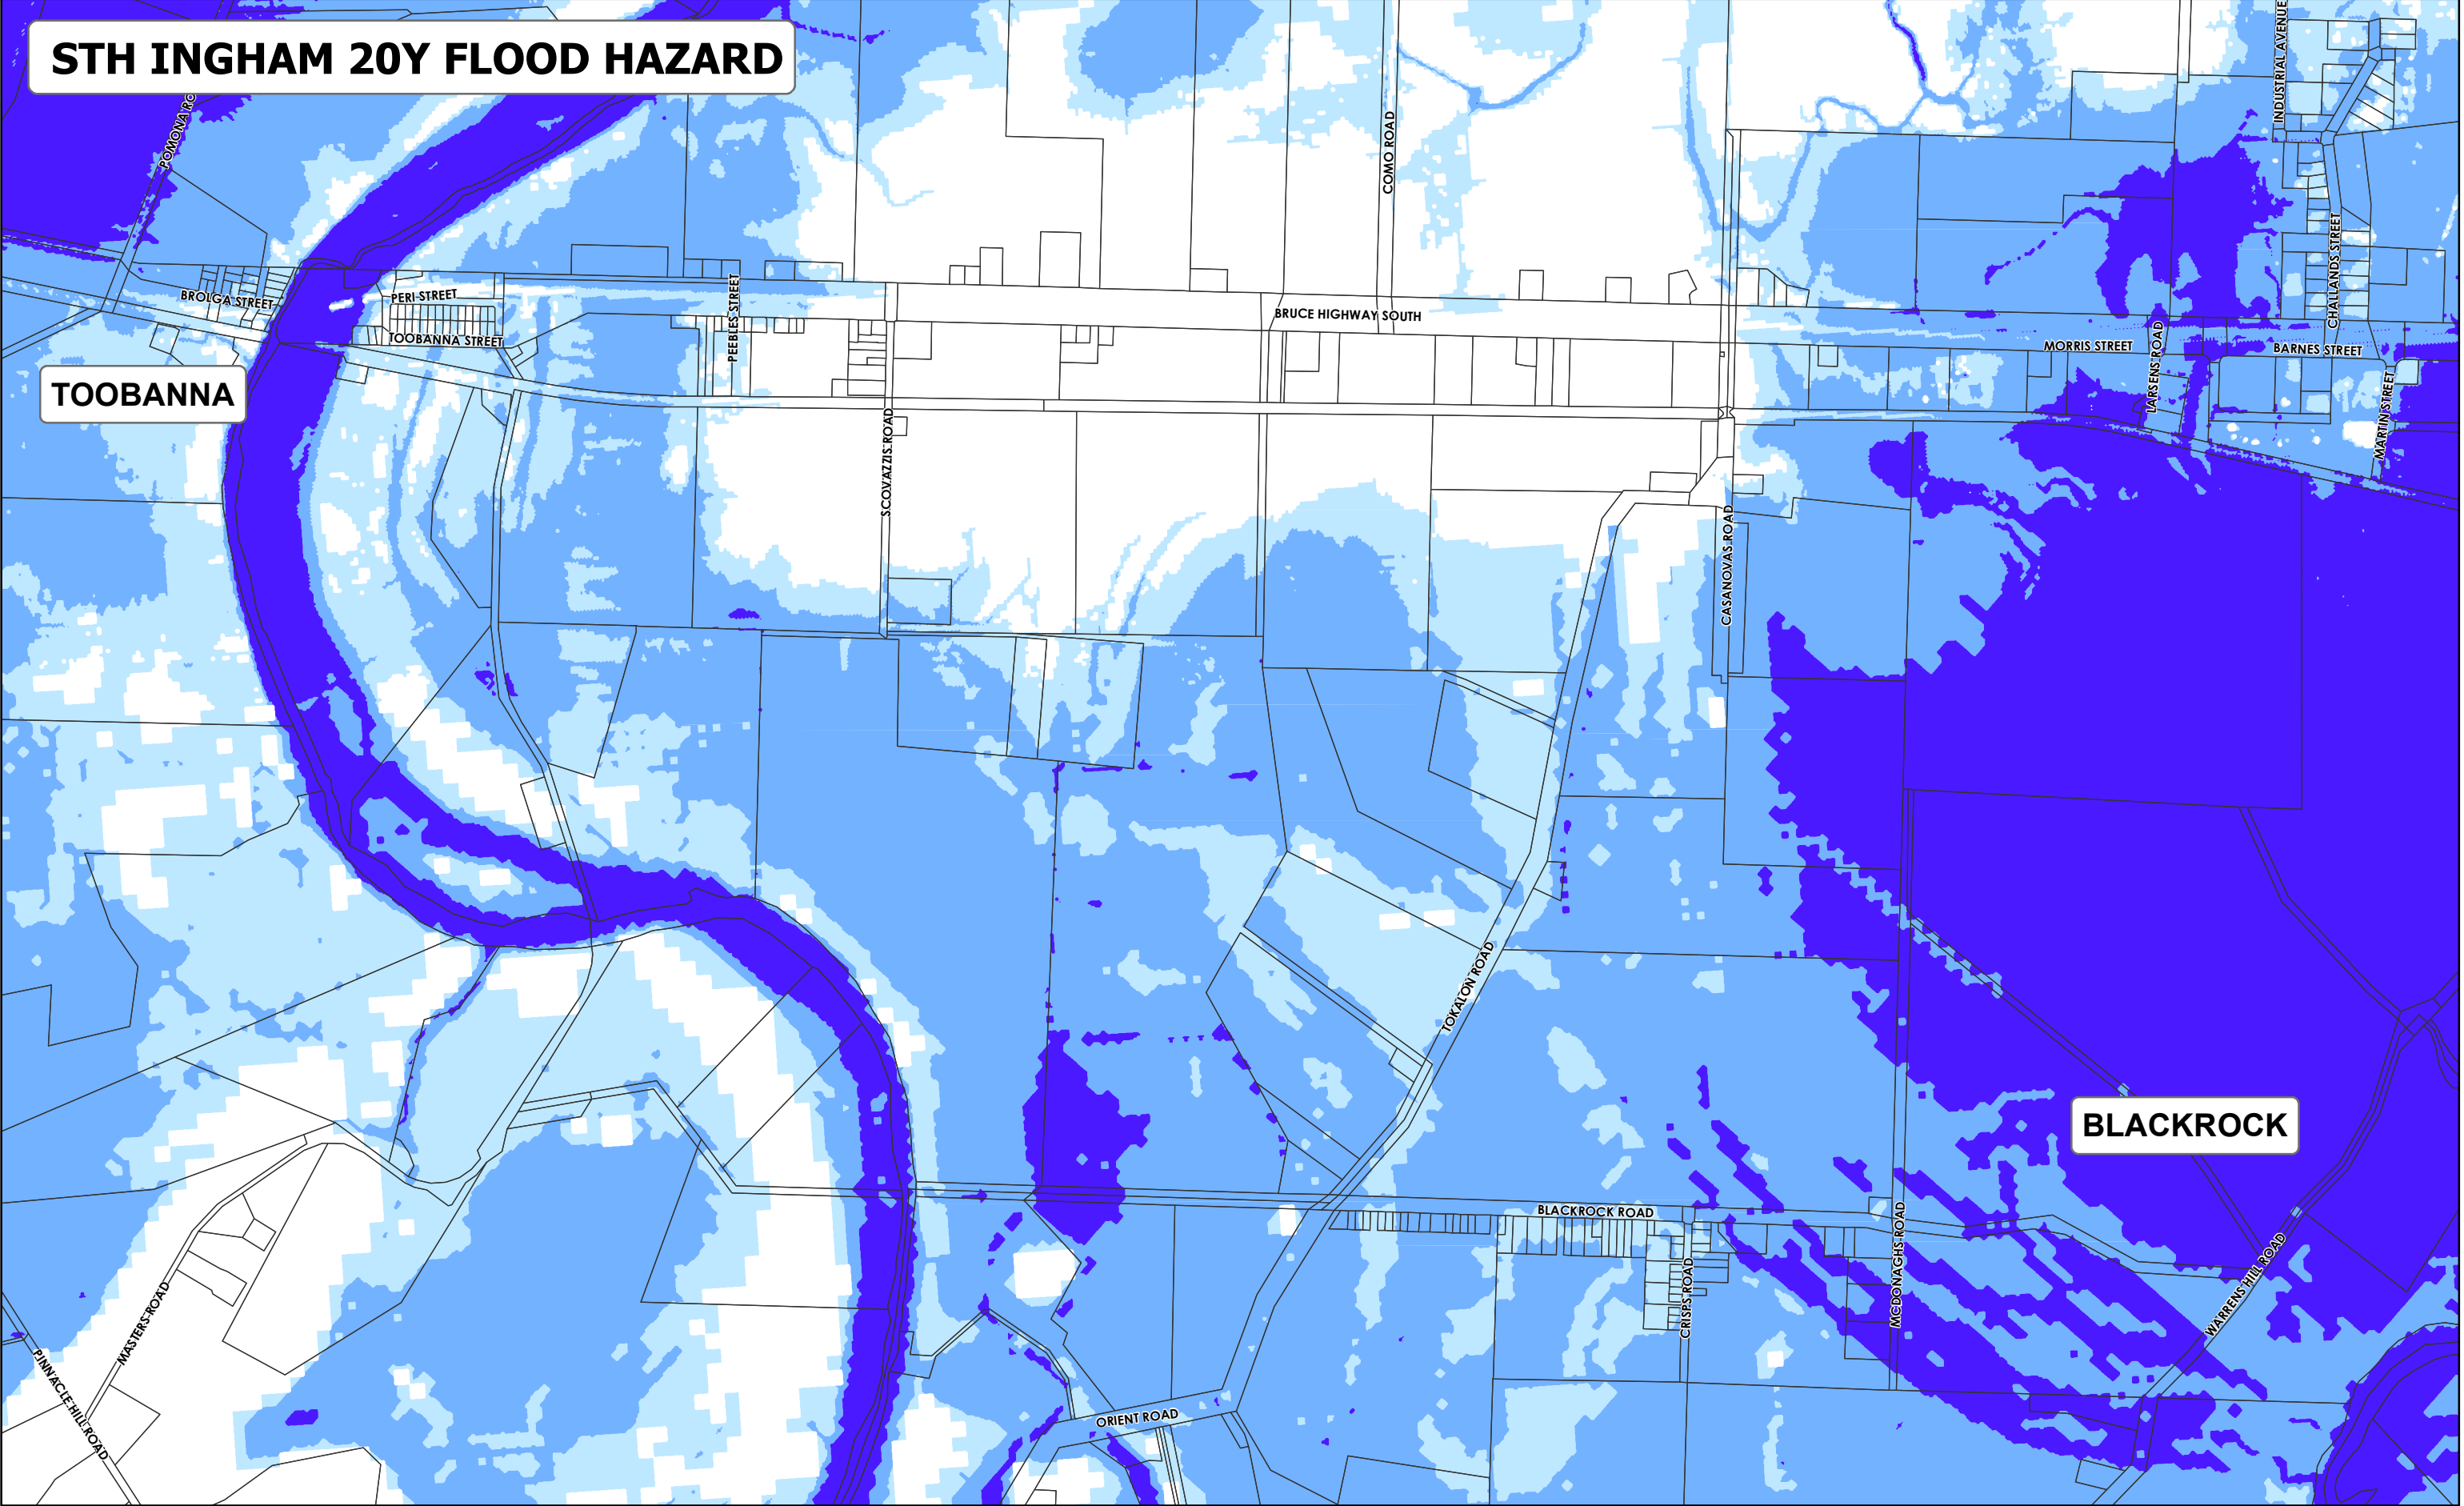 STH INGHAM 20Y FLOOD HAZARD
INDUSTRIAL AVENUE
COMO ROAD
BROLGA STREET
PERI STREET
TOOBANNA STREET
PEEBLES STREET
BRUCE HIGHWAY SOUTH
CHALLANDS STREET
MORRIS STREET
LARSENS ROAD
BARNES STREET
MARTIN STREET
TOOBANNA
SCOVAZZIS ROAD
CASANOVAS ROAD
TOKALON ROAD
BLACKROCK
BLACKROCK ROAD
MCDONAGHS ROAD
CRISPS ROAD
WARRENS HILL ROAD
MASTERS ROAD
PINNACLE HILL ROAD
ORIENT ROAD